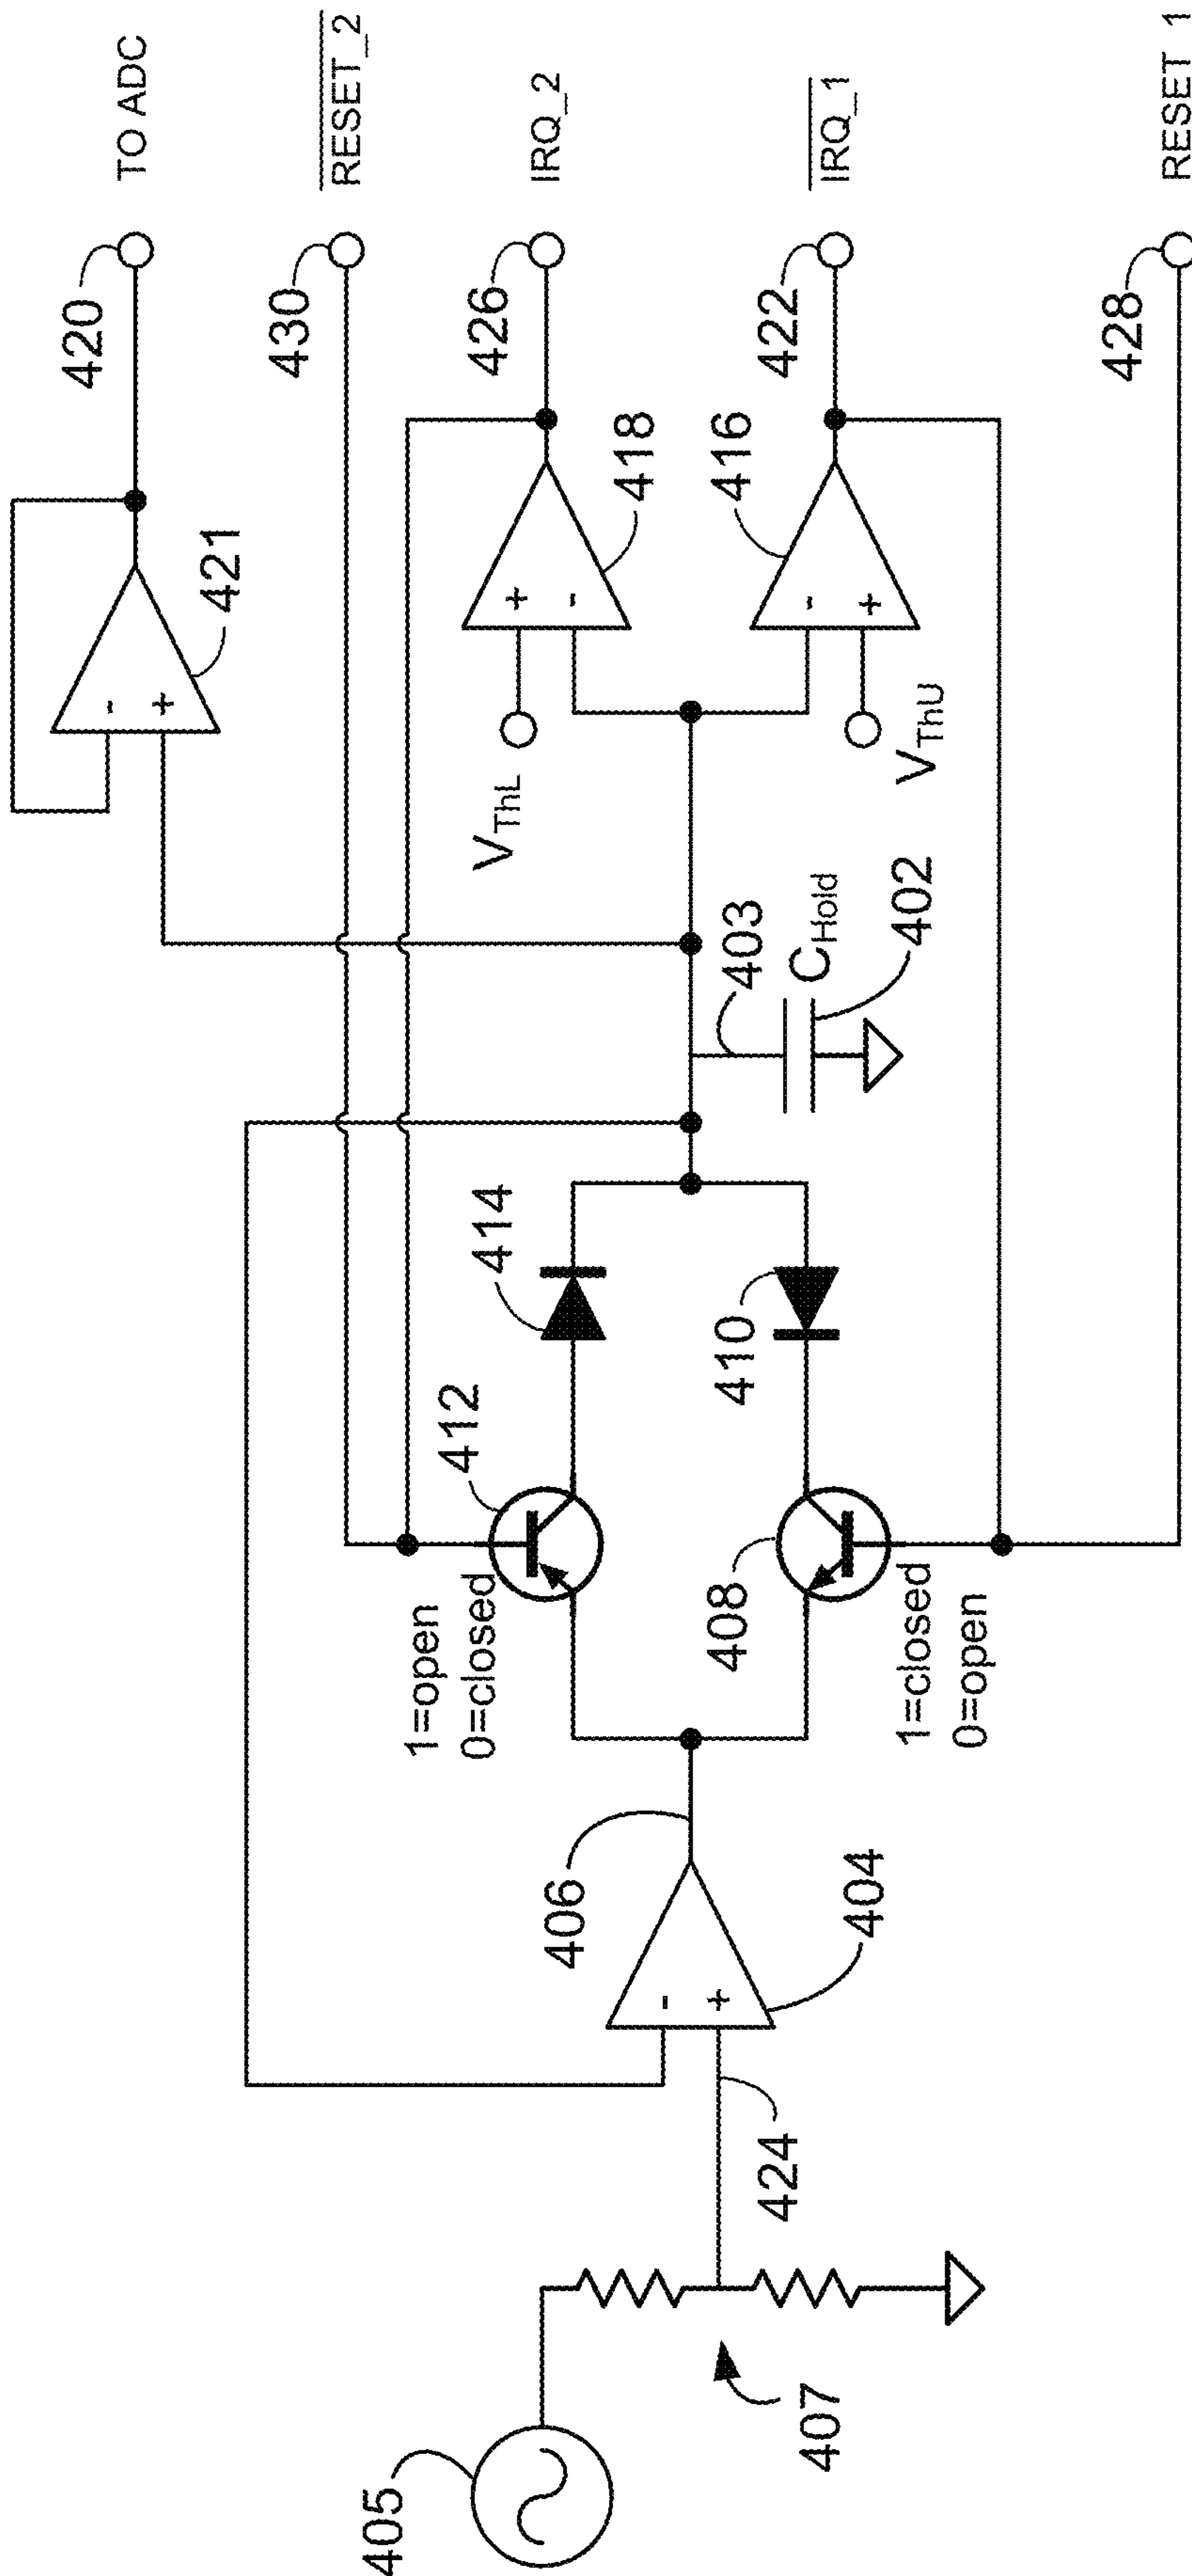 TO ADC
RESET_2
IRQ_2
IRQ_1
RESET_1
420
430
426
422
428
421
418
416
V_ThL
V_ThU
403
C_Hold
402
414
410
412
408
1=open
0=closed
1=closed
0=open
406
404
424
407
405
-
+
+
-
-
+
-
+